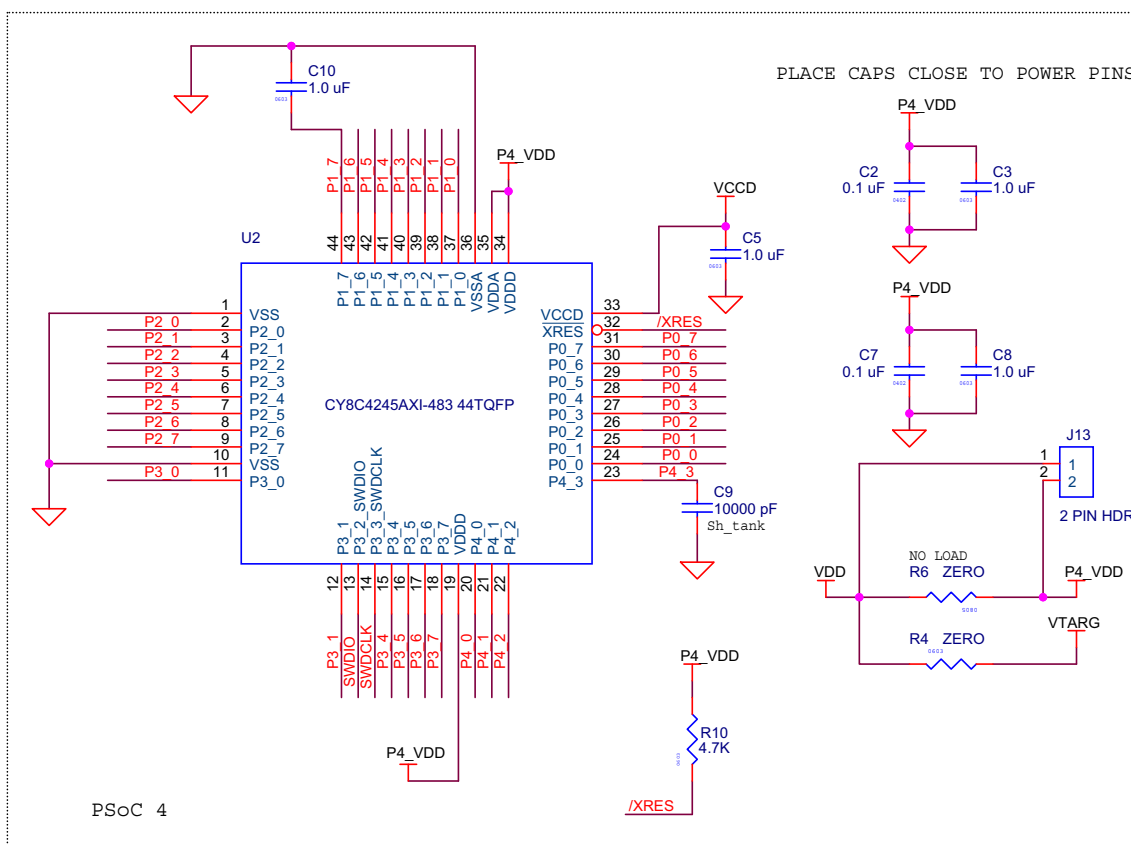 PLACE CAPS CLOSE TO POWER PINS
C10
1.0 uF
0603
P1_7
P1_6
P1_5
P1_4
P1_3
P1_2
P1_1
P1_0
P4_VDD
44
43
42
41
40
39
38
37
36
35
34
U2
P1_7
P1_6
P1_5
P1_4
P1_3
P1_2
P1_1
P1_0
VSSA
VDDA
VDDD
VCCD
C5
1.0 uF
0603
P4_VDD
C2
0.1 uF
0402
C3
1.0 uF
0603
P4_VDD
C7
0.1 uF
0402
C8
1.0 uF
0603
1 VSS
P2_0 2 P2_0
P2_1 3 P2_1
P2_2 4 P2_2
P2_3 5 P2_3
P2_4 6 P2_4
P2_5 7 P2_5
P2_6 8 P2_6
P2_7 9 P2_7
10 VSS
P3_0 11 P3_0
CY8C4245AXI-483 44TQFP
VCCD 33
XRES 32 /XRES
P0_7 31 P0_7
P0_6 30 P0_6
P0_5 29 P0_5
P0_4 28 P0_4
P0_3 27 P0_3
P0_2 26 P0_2
P0_1 25 P0_1
P0_0 24 P0_0
P4_3 23 P4_3
C9
10000 pF
Sh_tank
P3_1
P3_2_SWDIO
P3_3_SWDCLK
P3_4
P3_5
P3_6
P3_7
VDDD
P4_0
P4_1
P4_2
12
13
14
15
16
17
18
19
20
21
22
P3_1
SWDIO
SWDCLK
P3_4
P3_5
P3_6
P3_7
P4_0
P4_1
P4_2
P4_VDD
J13
1 1
2 2
2 PIN HDR
NO LOAD
R6 ZERO
VDD
P4_VDD
R4 ZERO
0603
VTARG
P4_VDD
R10
4.7K
0603
/XRES
PSoC 4